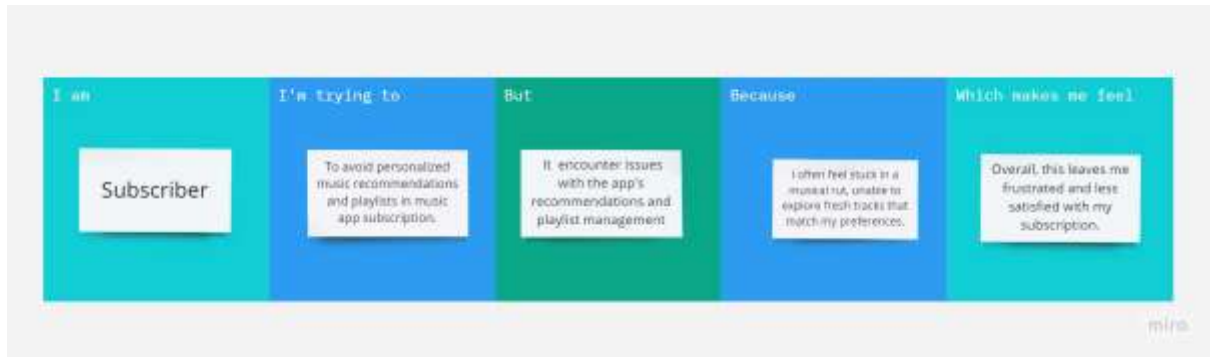 I am
Subscriber
I'm trying to
To avoid personalized
music recommendations
and playlists in music
app subscription.
But
It encounter issues
with the app's
recommendations and
playlist management
Because
I often feel stuck in a
musical rut, unable to
explore fresh tracks that
match my preferences.
Which makes me feel
Overall, this leaves me
frustrated and less
satisfied with my
subscription.
miro